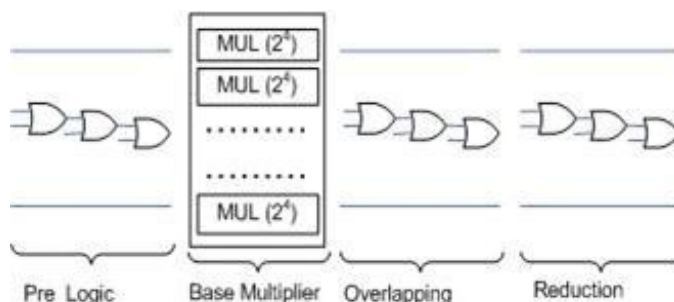 MUL (2⁴)
MUL (2⁴)
.........
.........
MUL (2⁴)
Pre Logic
Base Multiplier
Overlapping
Reduction